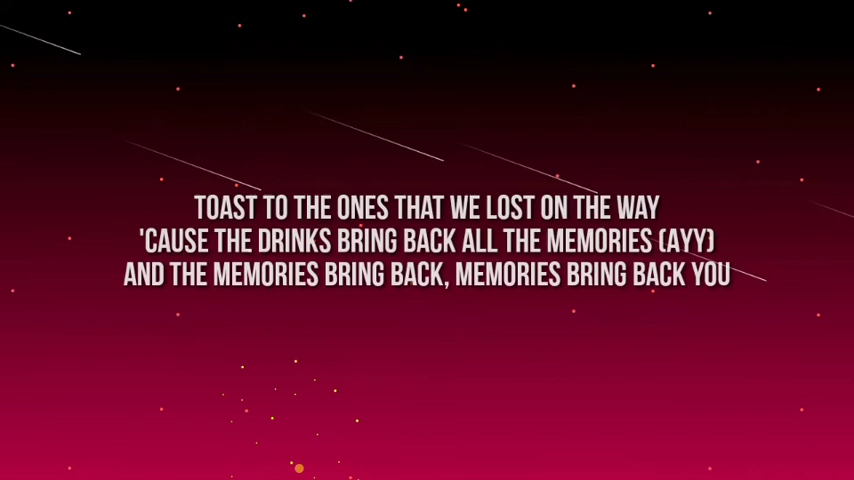 TOAST TO THE ONES THAT WE LOST ON THE WAY
'CAUSE THE DRINKS BRING BACK ALL THE MEMORIES (AYY)
AND THE MEMORIES BRING BACK, MEMORIES BRING BACK YOU